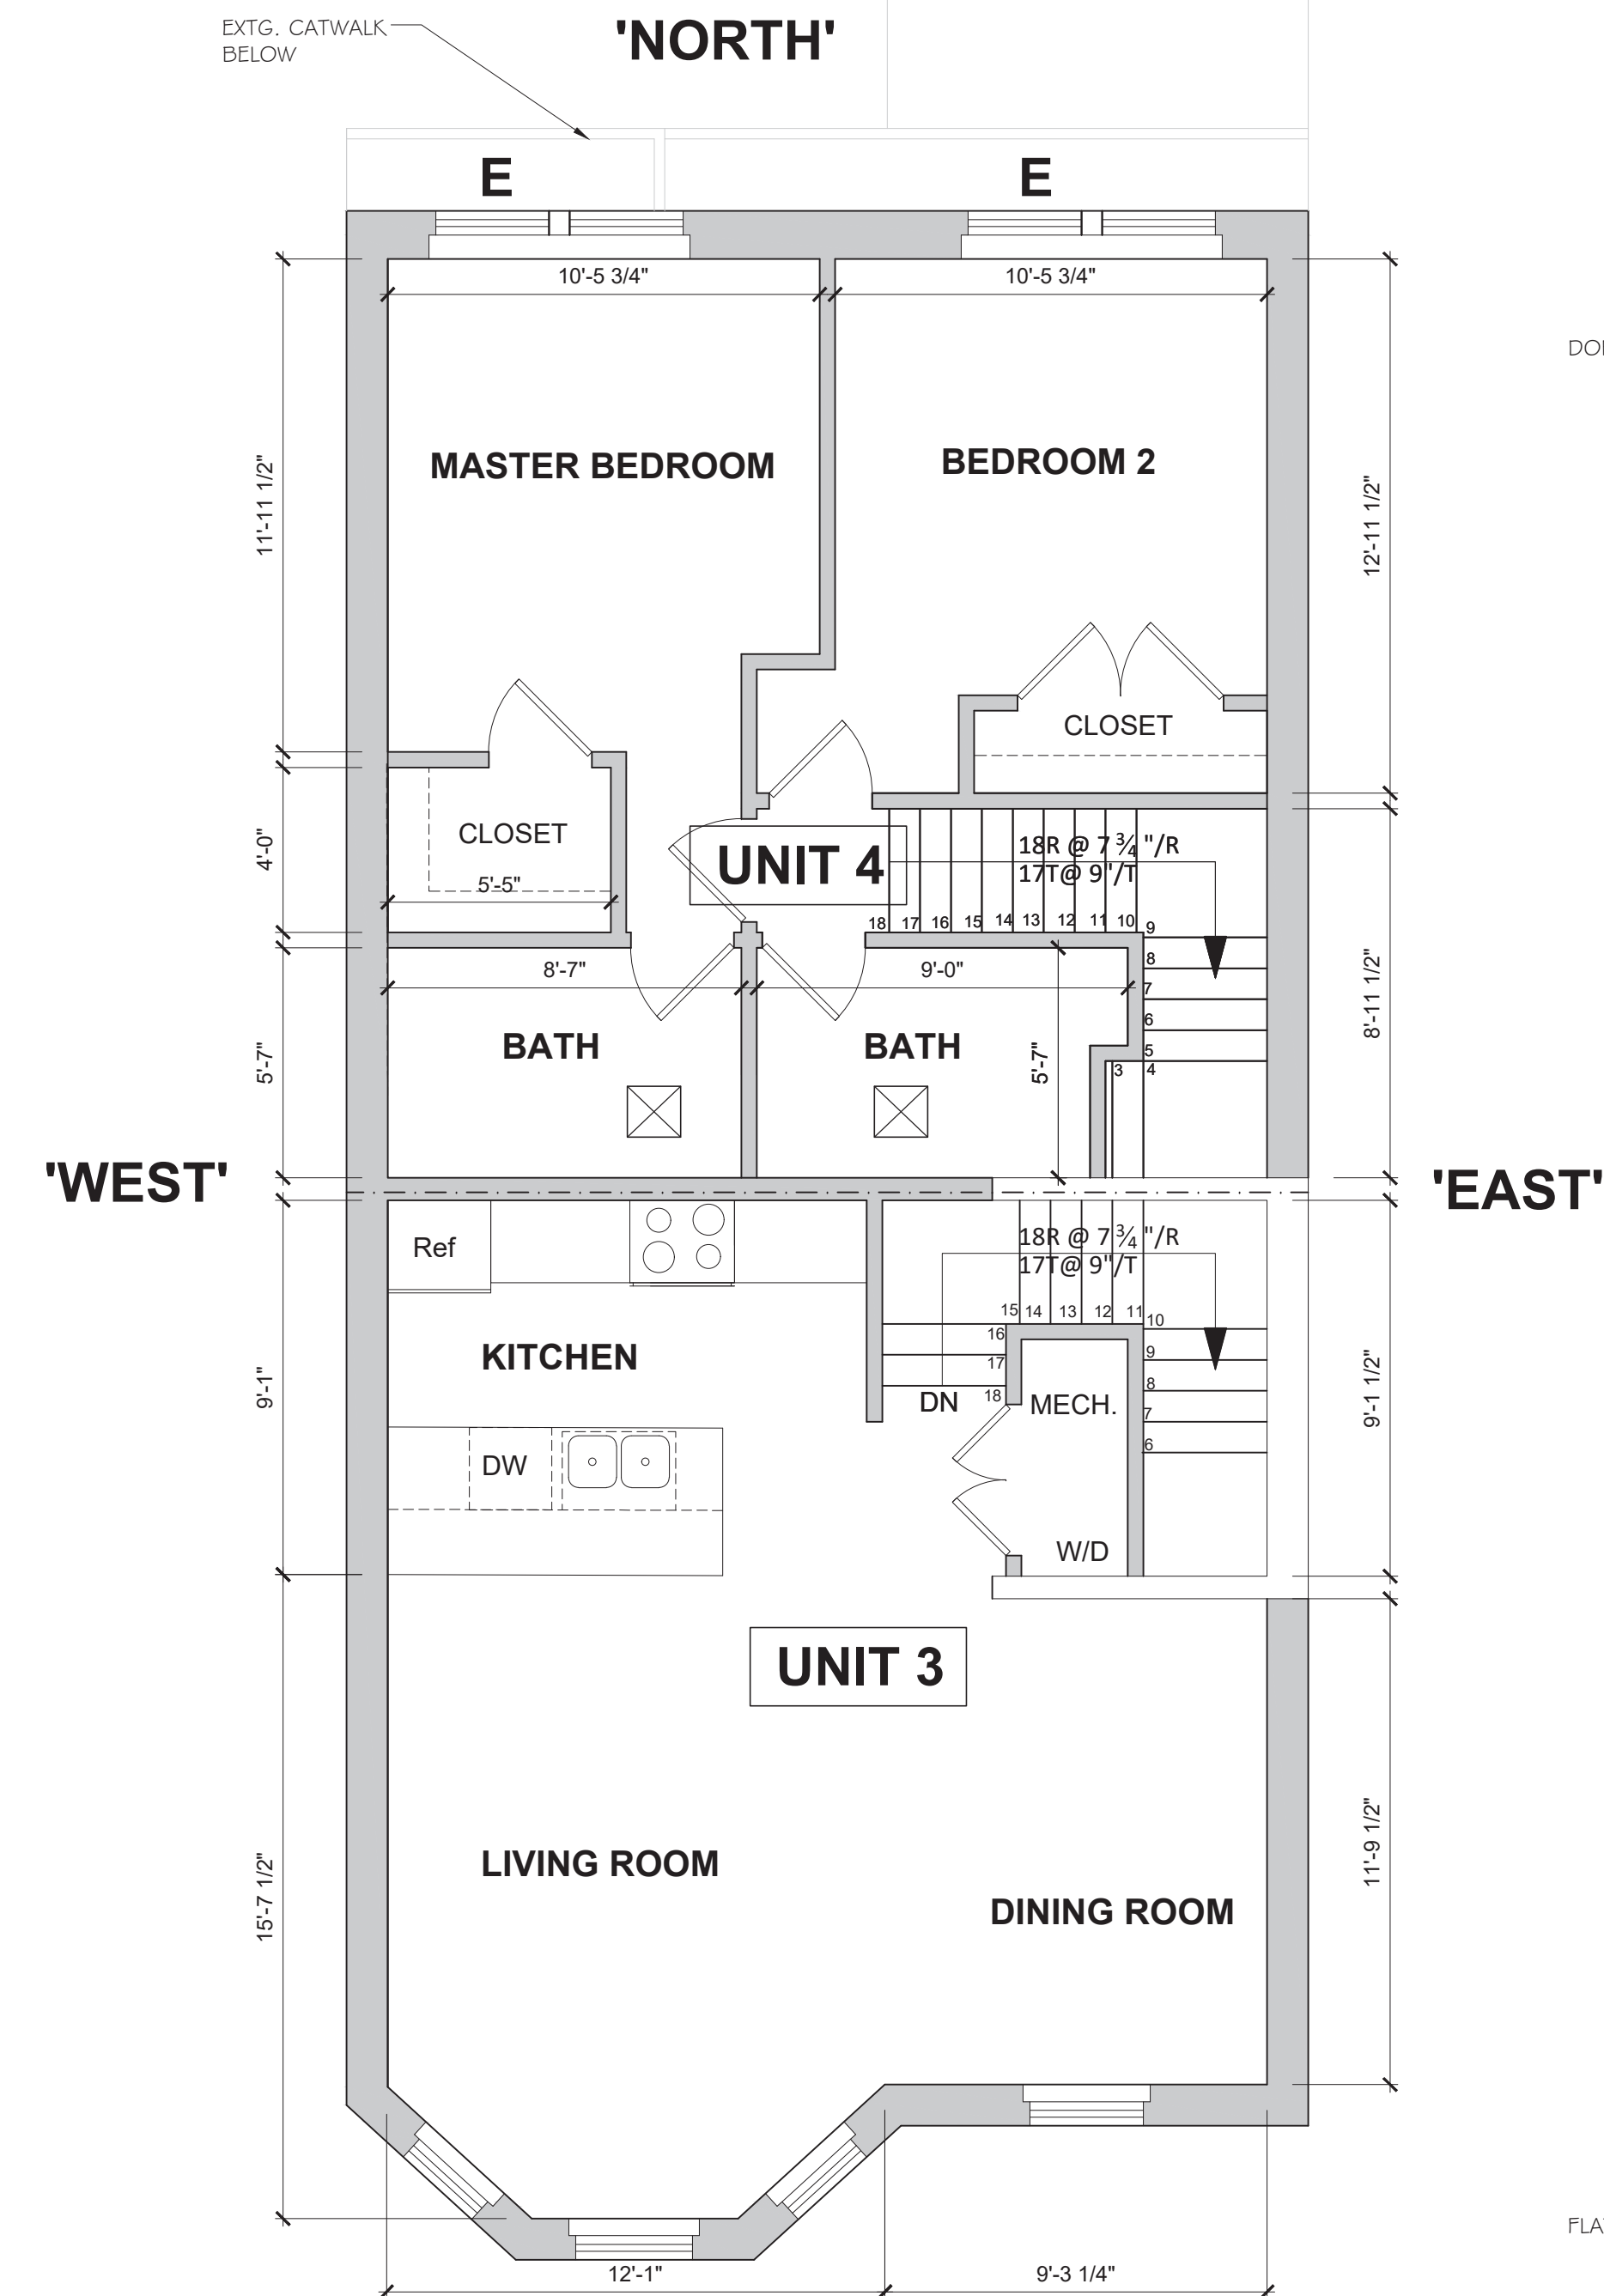 EXTG. CATWALK
BELOW
'NORTH'
E
E
10'-5 3/4"
10'-5 3/4"
11'-11 1/2"
12'-11 1/2"
MASTER BEDROOM
BEDROOM 2
CLOSET
CLOSET
4'-0"
5'-5"
UNIT 4
18R @ 7 ¾ "/R
17T@ 9"/T
18 17 16 15 14 13 12 11 10
9
8
7
6
5
4
3
8'-7"
9'-0"
8'-11 1/2"
BATH
BATH
5'-7"
5'-7"
'WEST'
'EAST'
Ref
18R @ 7 ¾ "/R
17T@ 9"/T
15 14 13 12 11
10
9
8
7
6
16
17
18
DN
MECH.
KITCHEN
9'-1"
9'-1 1/2"
DW
W/D
UNIT 3
LIVING ROOM
DINING ROOM
15'-7 1/2"
11'-9 1/2"
12'-1"
9'-3 1/4"